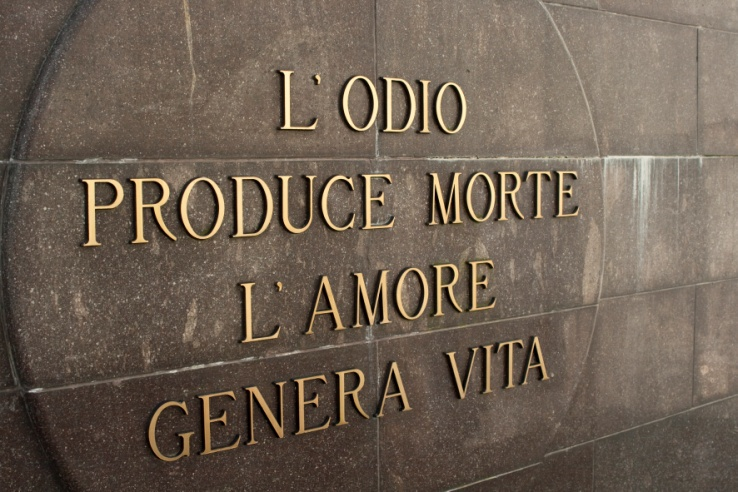 L'ODIO
PRODUCE MORTE
L'AMORE
GENERA VITA